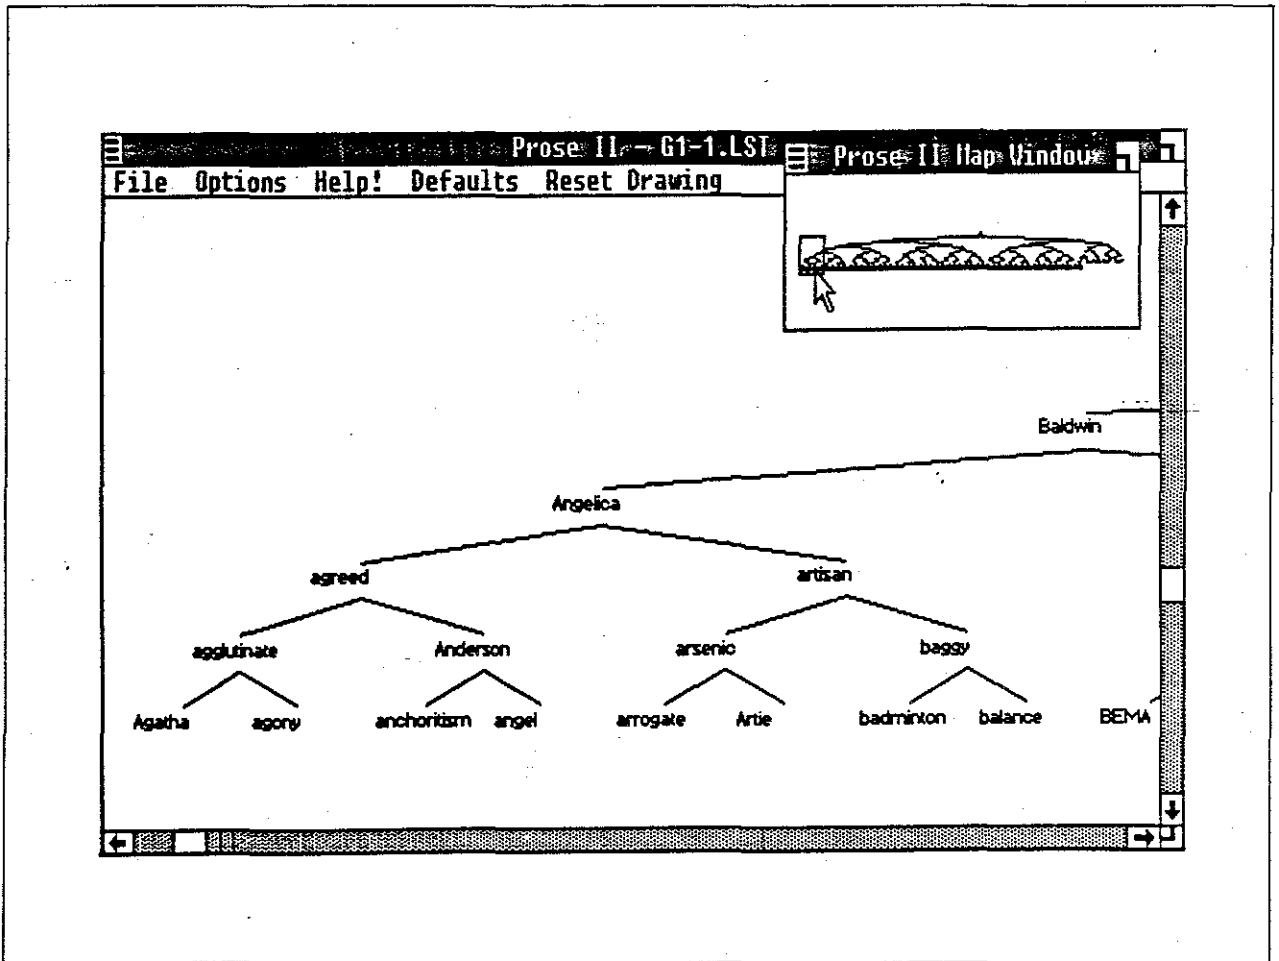 Prose II - G1-1.LST
Prose II Map Window
File Options Help! Defaults Reset Drawing
Baldwin
Angelica
agreed artisan
agglutinate Anderson arsenic baggy
Agatha agony anchoritism angel arrogate Artie badminton balance BEMA